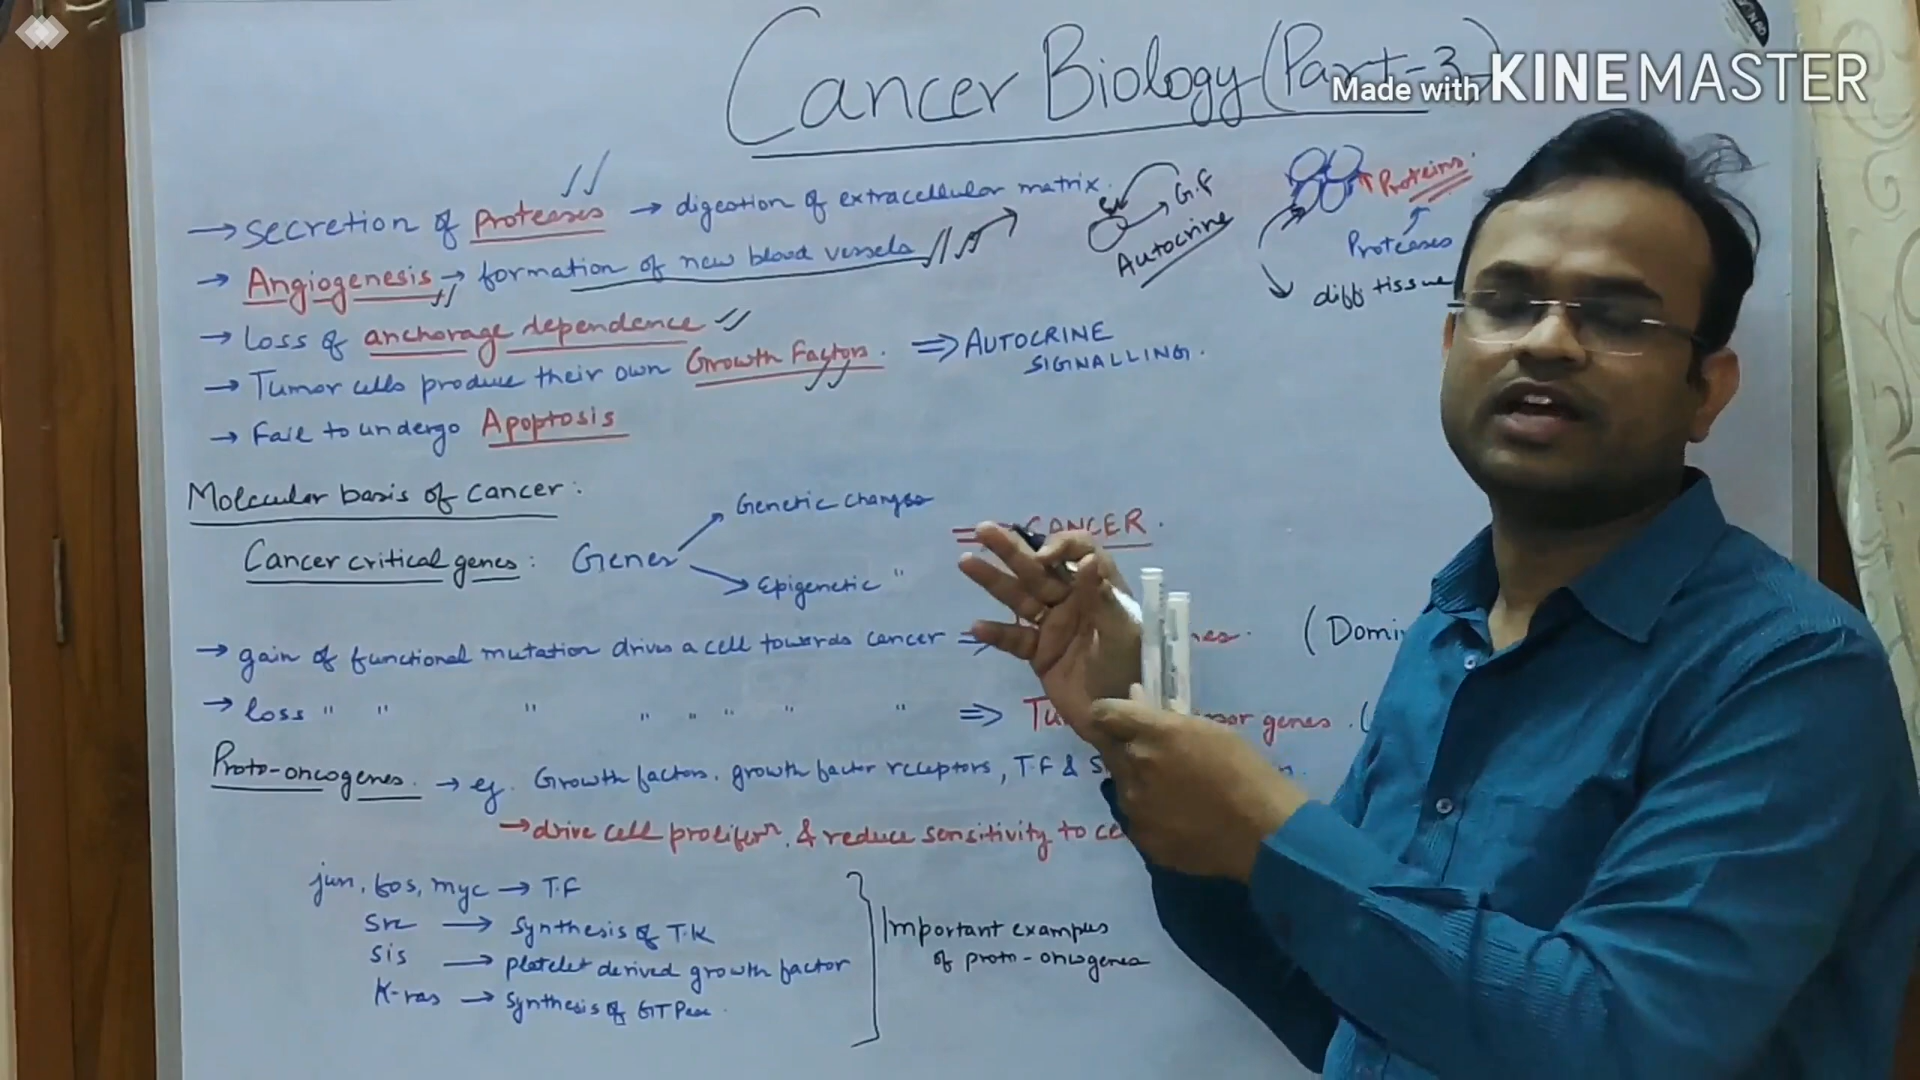 Cancer Biology (Part-3)
Made with KINEMASTER
→ Secretion of proteases → digestion of extracellular matrix.
→ Angiogenesis → formation of new blood vessels
→ Loss of anchorage dependence
→ Tumor cells produce their own Growth Factors. ⇒ AUTOCRINE
SIGNALLING.
→ Fail to undergo Apoptosis
G.F
Autocrine
Proteins.
Proteases
diff tissue
Molecular basis of cancer:
Cancer critical genes: Genes
Genetic changes
Epigenetic "
⇒ CANCER.
→ gain of functional mutation drives a cell towards cancer ⇒ (Domi
→ loss " " " " " " " " ⇒ genes. (
Proto-oncogenes. → eg. Growth factors, growth factor receptors, T.F & S
→ drive cell prolifern. & reduce sensitivity to ce
jun, fos, myc → T.F
Src → Synthesis of T.K
Sis → platelet derived growth factor
K-ras → Synthesis of GTPase.
Important examples
of proto-oncogenes